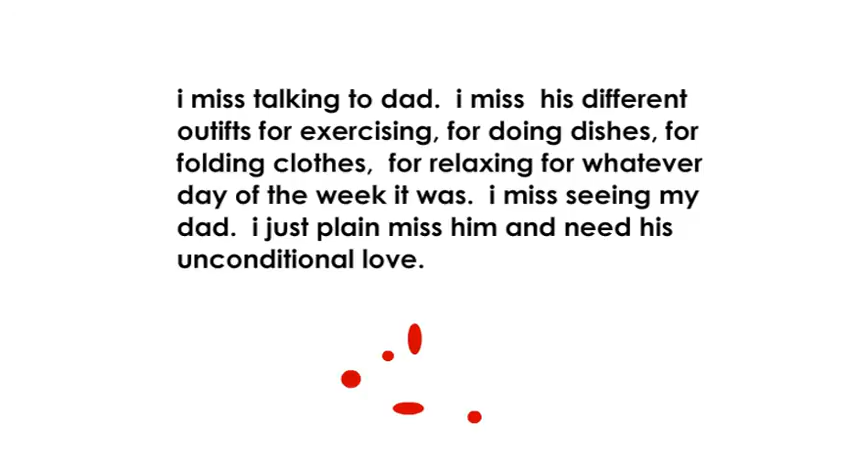 i miss talking to dad.  i miss  his different
outifts for exercising, for doing dishes, for
folding clothes,  for relaxing for whatever
day of the week it was.  i miss seeing my
dad.  i just plain miss him and need his
unconditional love.